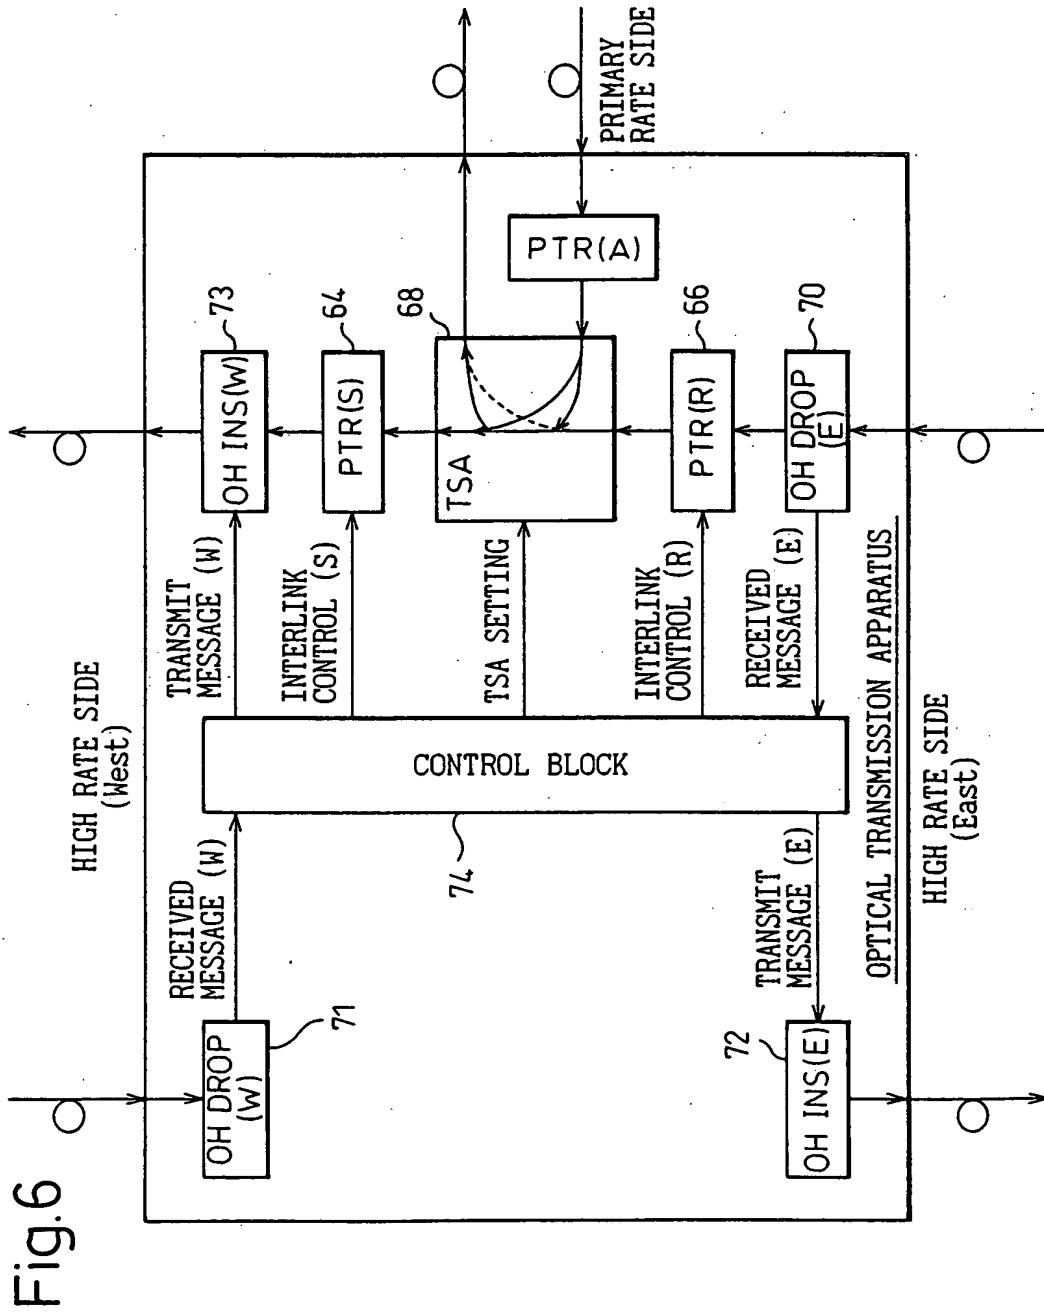 Fig.6
HIGH RATE SIDE
(West)
OH DROP
(W)
71
RECEIVED
MESSAGE (W)
TRANSMIT
MESSAGE (W)
OH INS(W)
73
INTERLINK
CONTROL (S)
PTR(S)
64
CONTROL BLOCK
74
TSA SETTING
TSA
68
PTR(A)
PRIMARY
RATE SIDE
INTERLINK
CONTROL (R)
PTR(R)
66
OH INS(E)
72
TRANSMIT
MESSAGE (E)
RECEIVED
MESSAGE (E)
OH DROP
(E)
70
OPTICAL TRANSMISSION APPARATUS
HIGH RATE SIDE
(East)